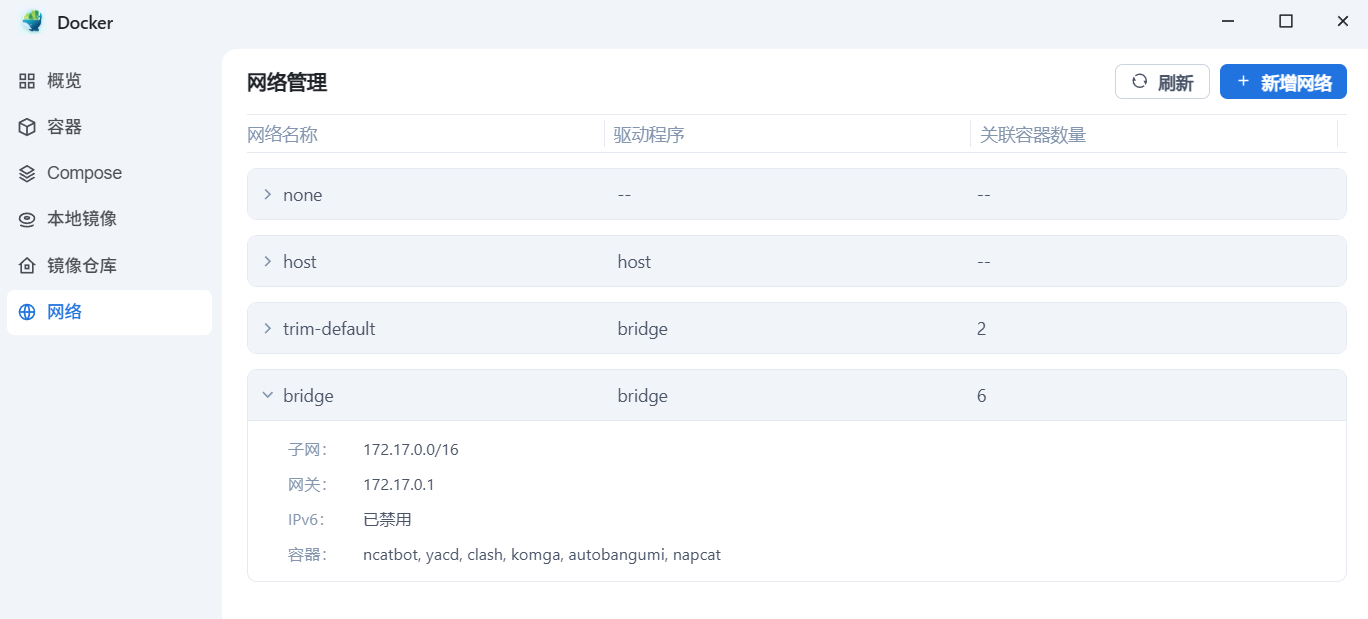 Docker
概览
容器
Compose
本地镜像
镜像仓库
网络
网络管理
刷新
+ 新增网络
网络名称 驱动程序 关联容器数量
none -- --
host host --
trim-default bridge 2
bridge bridge 6
子网： 172.17.0.0/16
网关： 172.17.0.1
IPv6： 已禁用
容器： ncatbot, yacd, clash, komga, autobangumi, napcat